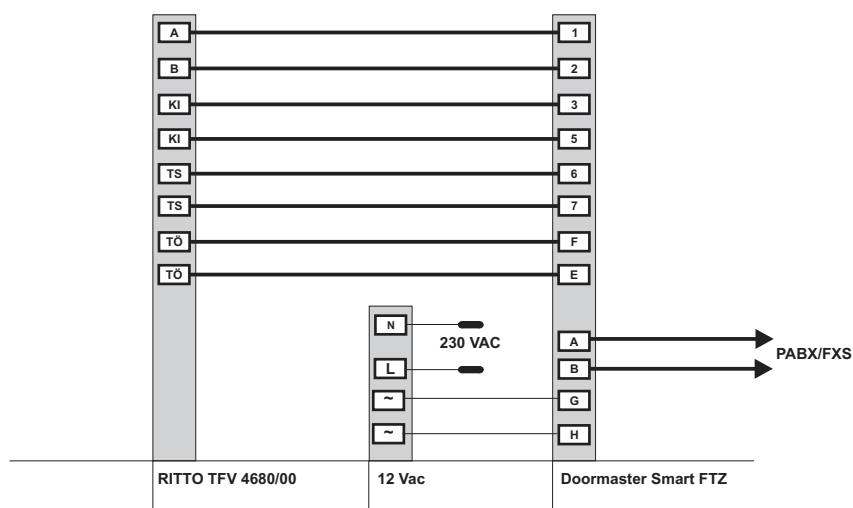 A 1
B 2
KI 3
KI 5
TS 6
TS 7
TÖ F
TÖ E
N
230 VAC
A
PABX/FXS
L
B
~ G
~ H
RITTO TFV 4680/00 12 Vac Doormaster Smart FTZ